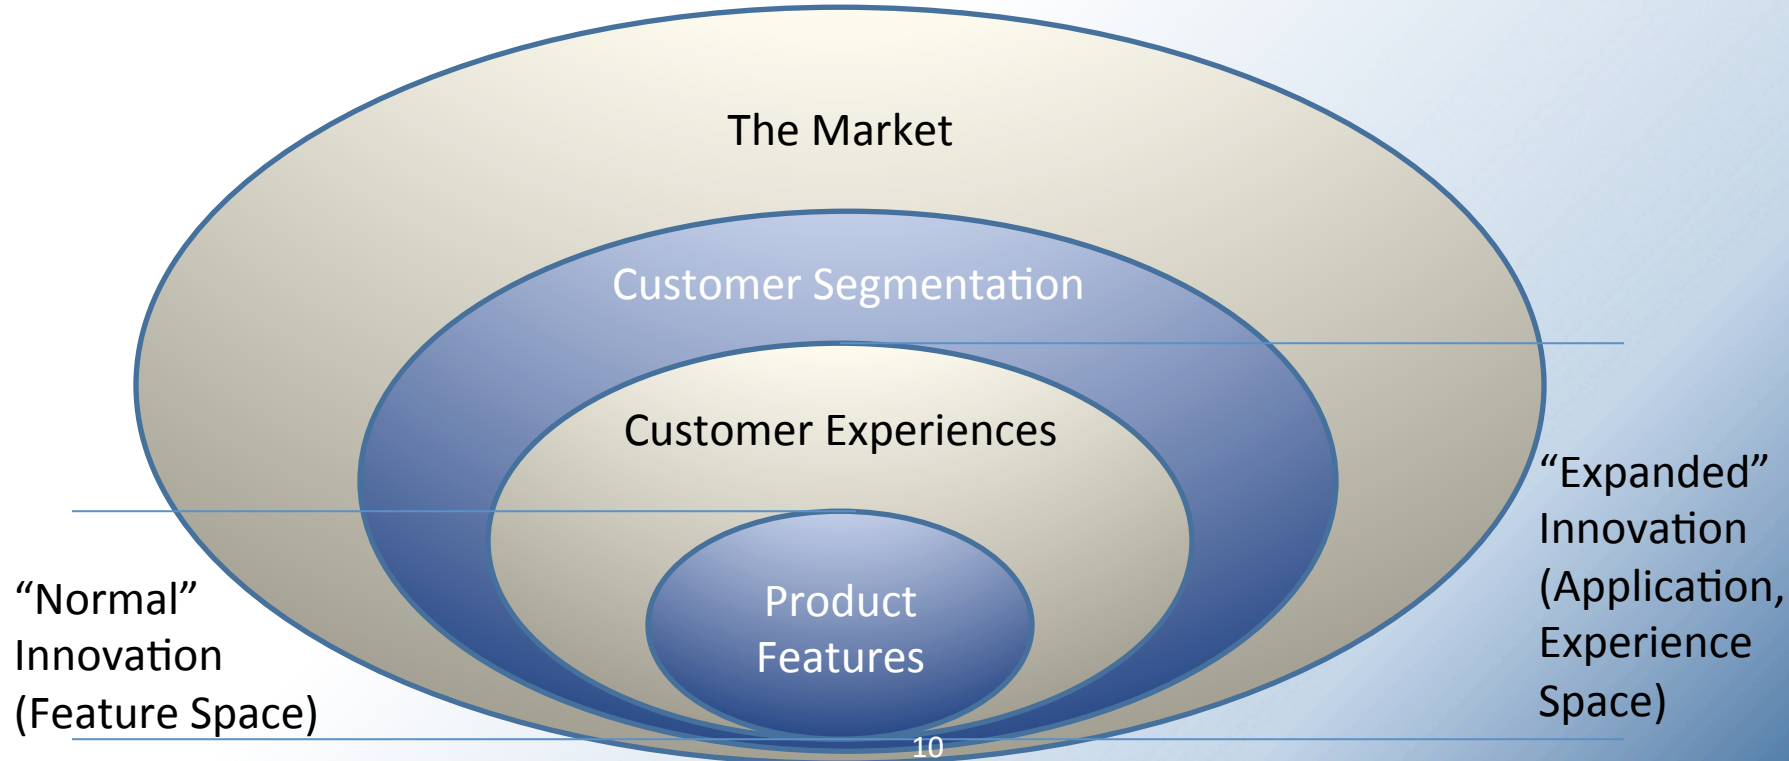 The Market
Customer Segmentation
Customer Experiences
Product
Features
“Normal”
Innovation
(Feature Space)
“Expanded”
Innovation
(Application,
Experience
Space)
10